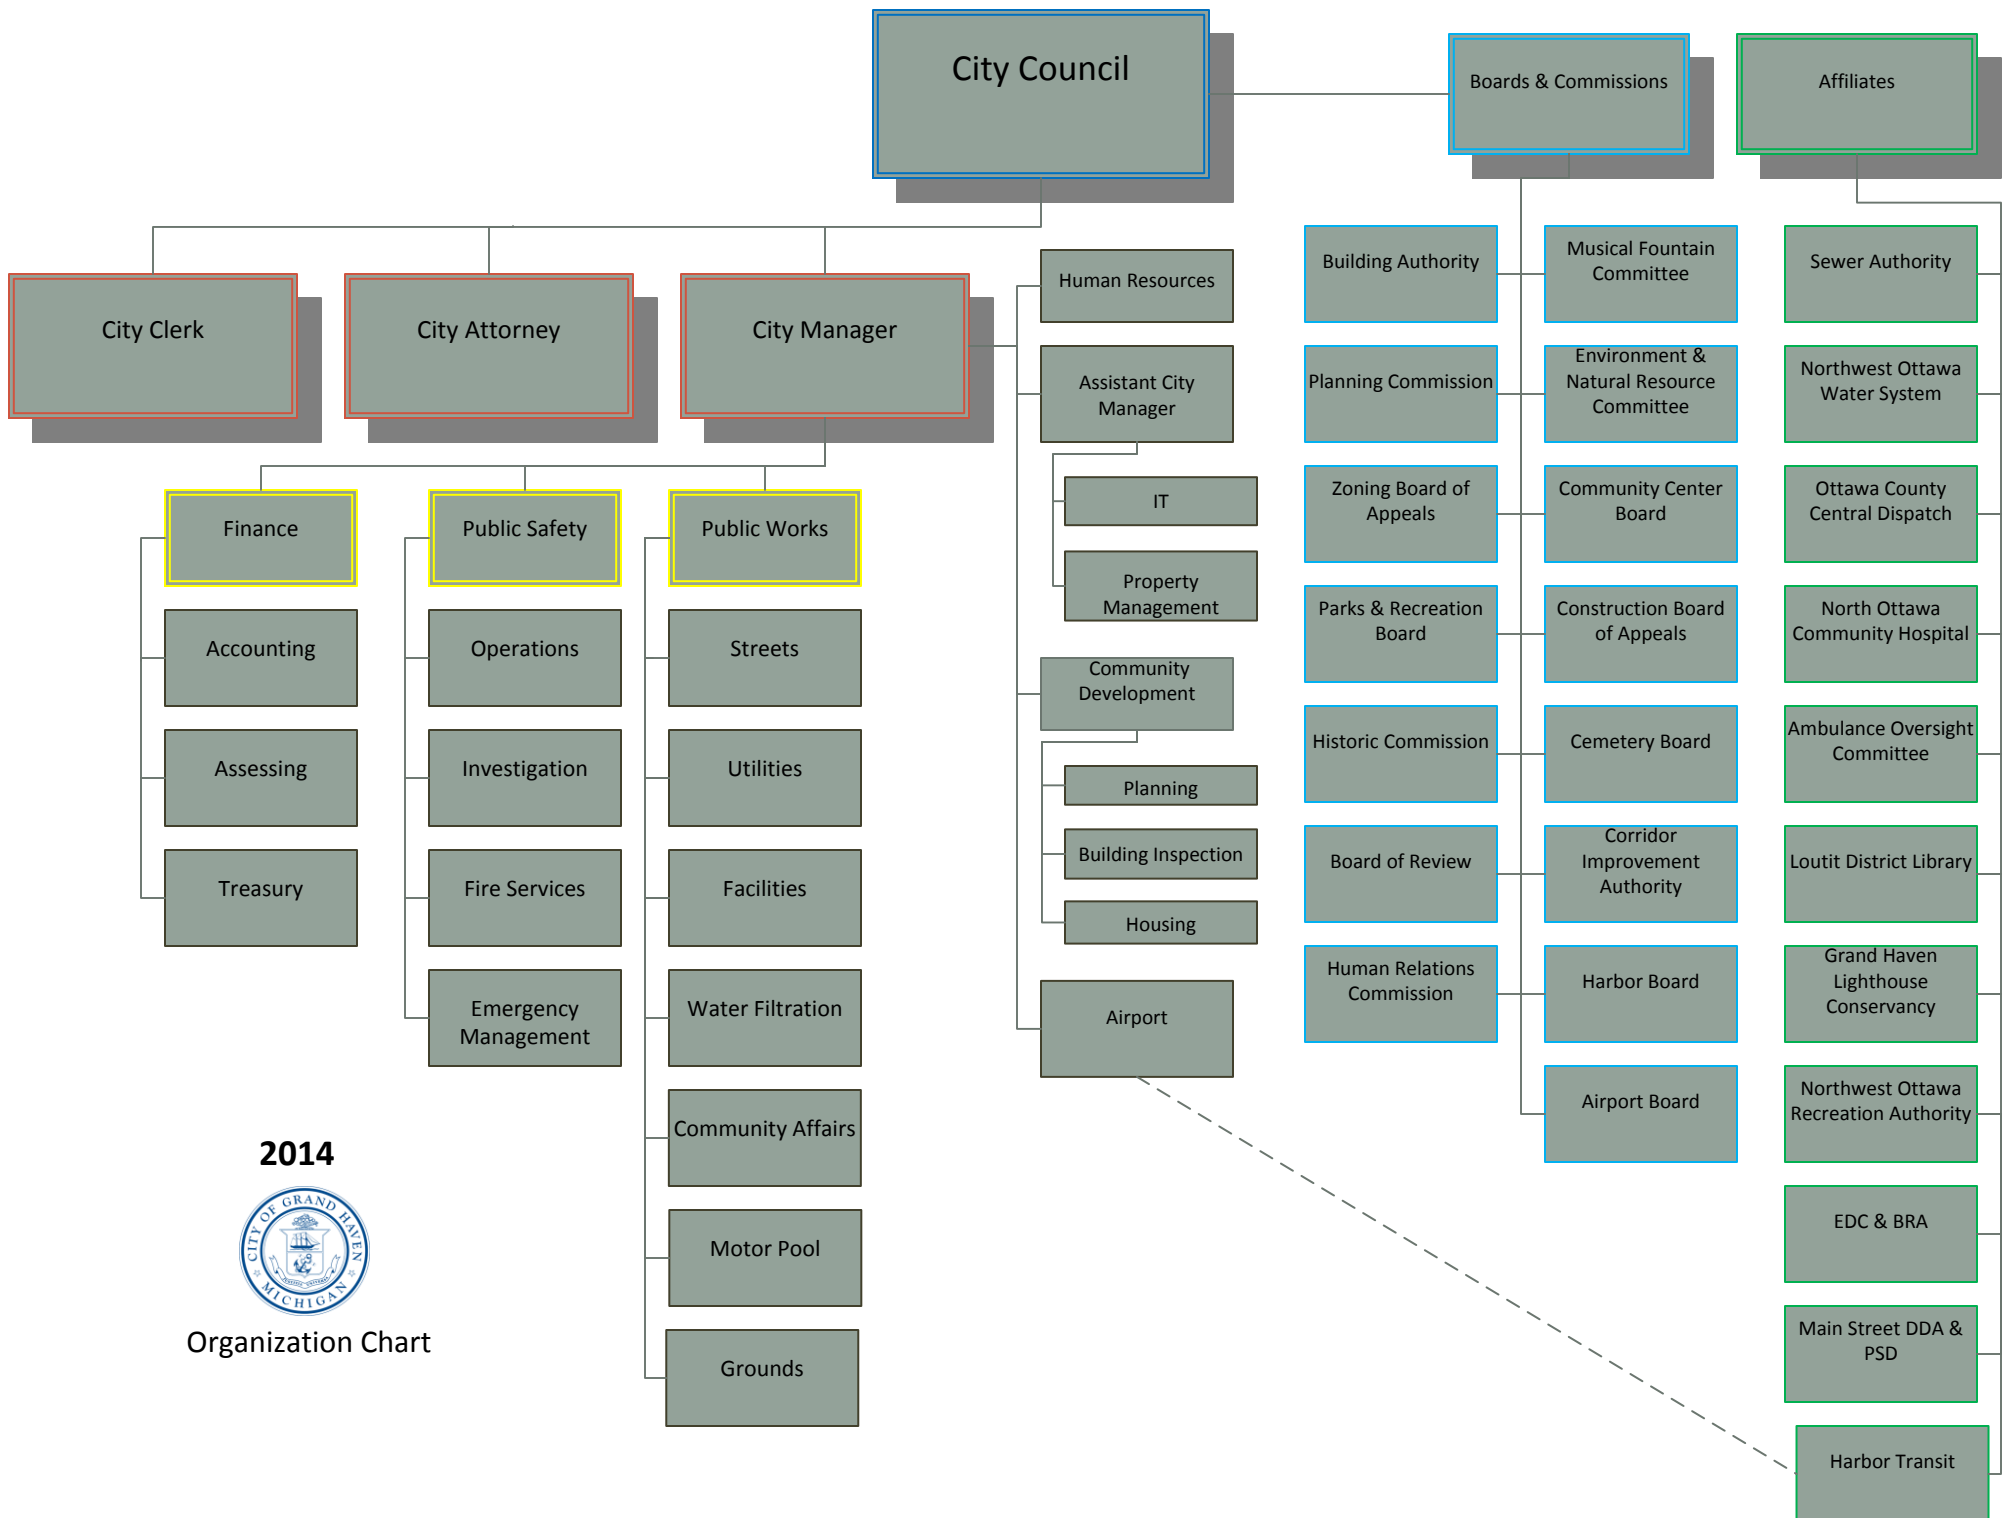 City Council
Boards & Commissions
Affiliates
City Clerk
City Attorney
City Manager
Finance
Accounting
Assessing
Treasury
Public Safety
Operations
Investigation
Fire Services
Emergency
Management
Public Works
Streets
Utilities
Facilities
Water Filtration
Community Affairs
Motor Pool
Grounds
Human Resources
Assistant City
Manager
IT
Property
Management
Community
Development
Planning
Building Inspection
Housing
Airport
Building Authority
Planning Commission
Zoning Board of
Appeals
Parks & Recreation
Board
Historic Commission
Board of Review
Human Relations
Commission
Musical Fountain
Committee
Environment &
Natural Resource
Committee
Community Center
Board
Construction Board
of Appeals
Cemetery Board
Corridor
Improvement
Authority
Harbor Board
Airport Board
Sewer Authority
Northwest Ottawa
Water System
Ottawa County
Central Dispatch
North Ottawa
Community Hospital
Ambulance Oversight
Committee
Loutit District Library
Grand Haven
Lighthouse
Conservancy
Northwest Ottawa
Recreation Authority
EDC & BRA
Main Street DDA &
PSD
Harbor Transit
2014
CITY OF GRAND HAVEN
MICHIGAN
Organization Chart